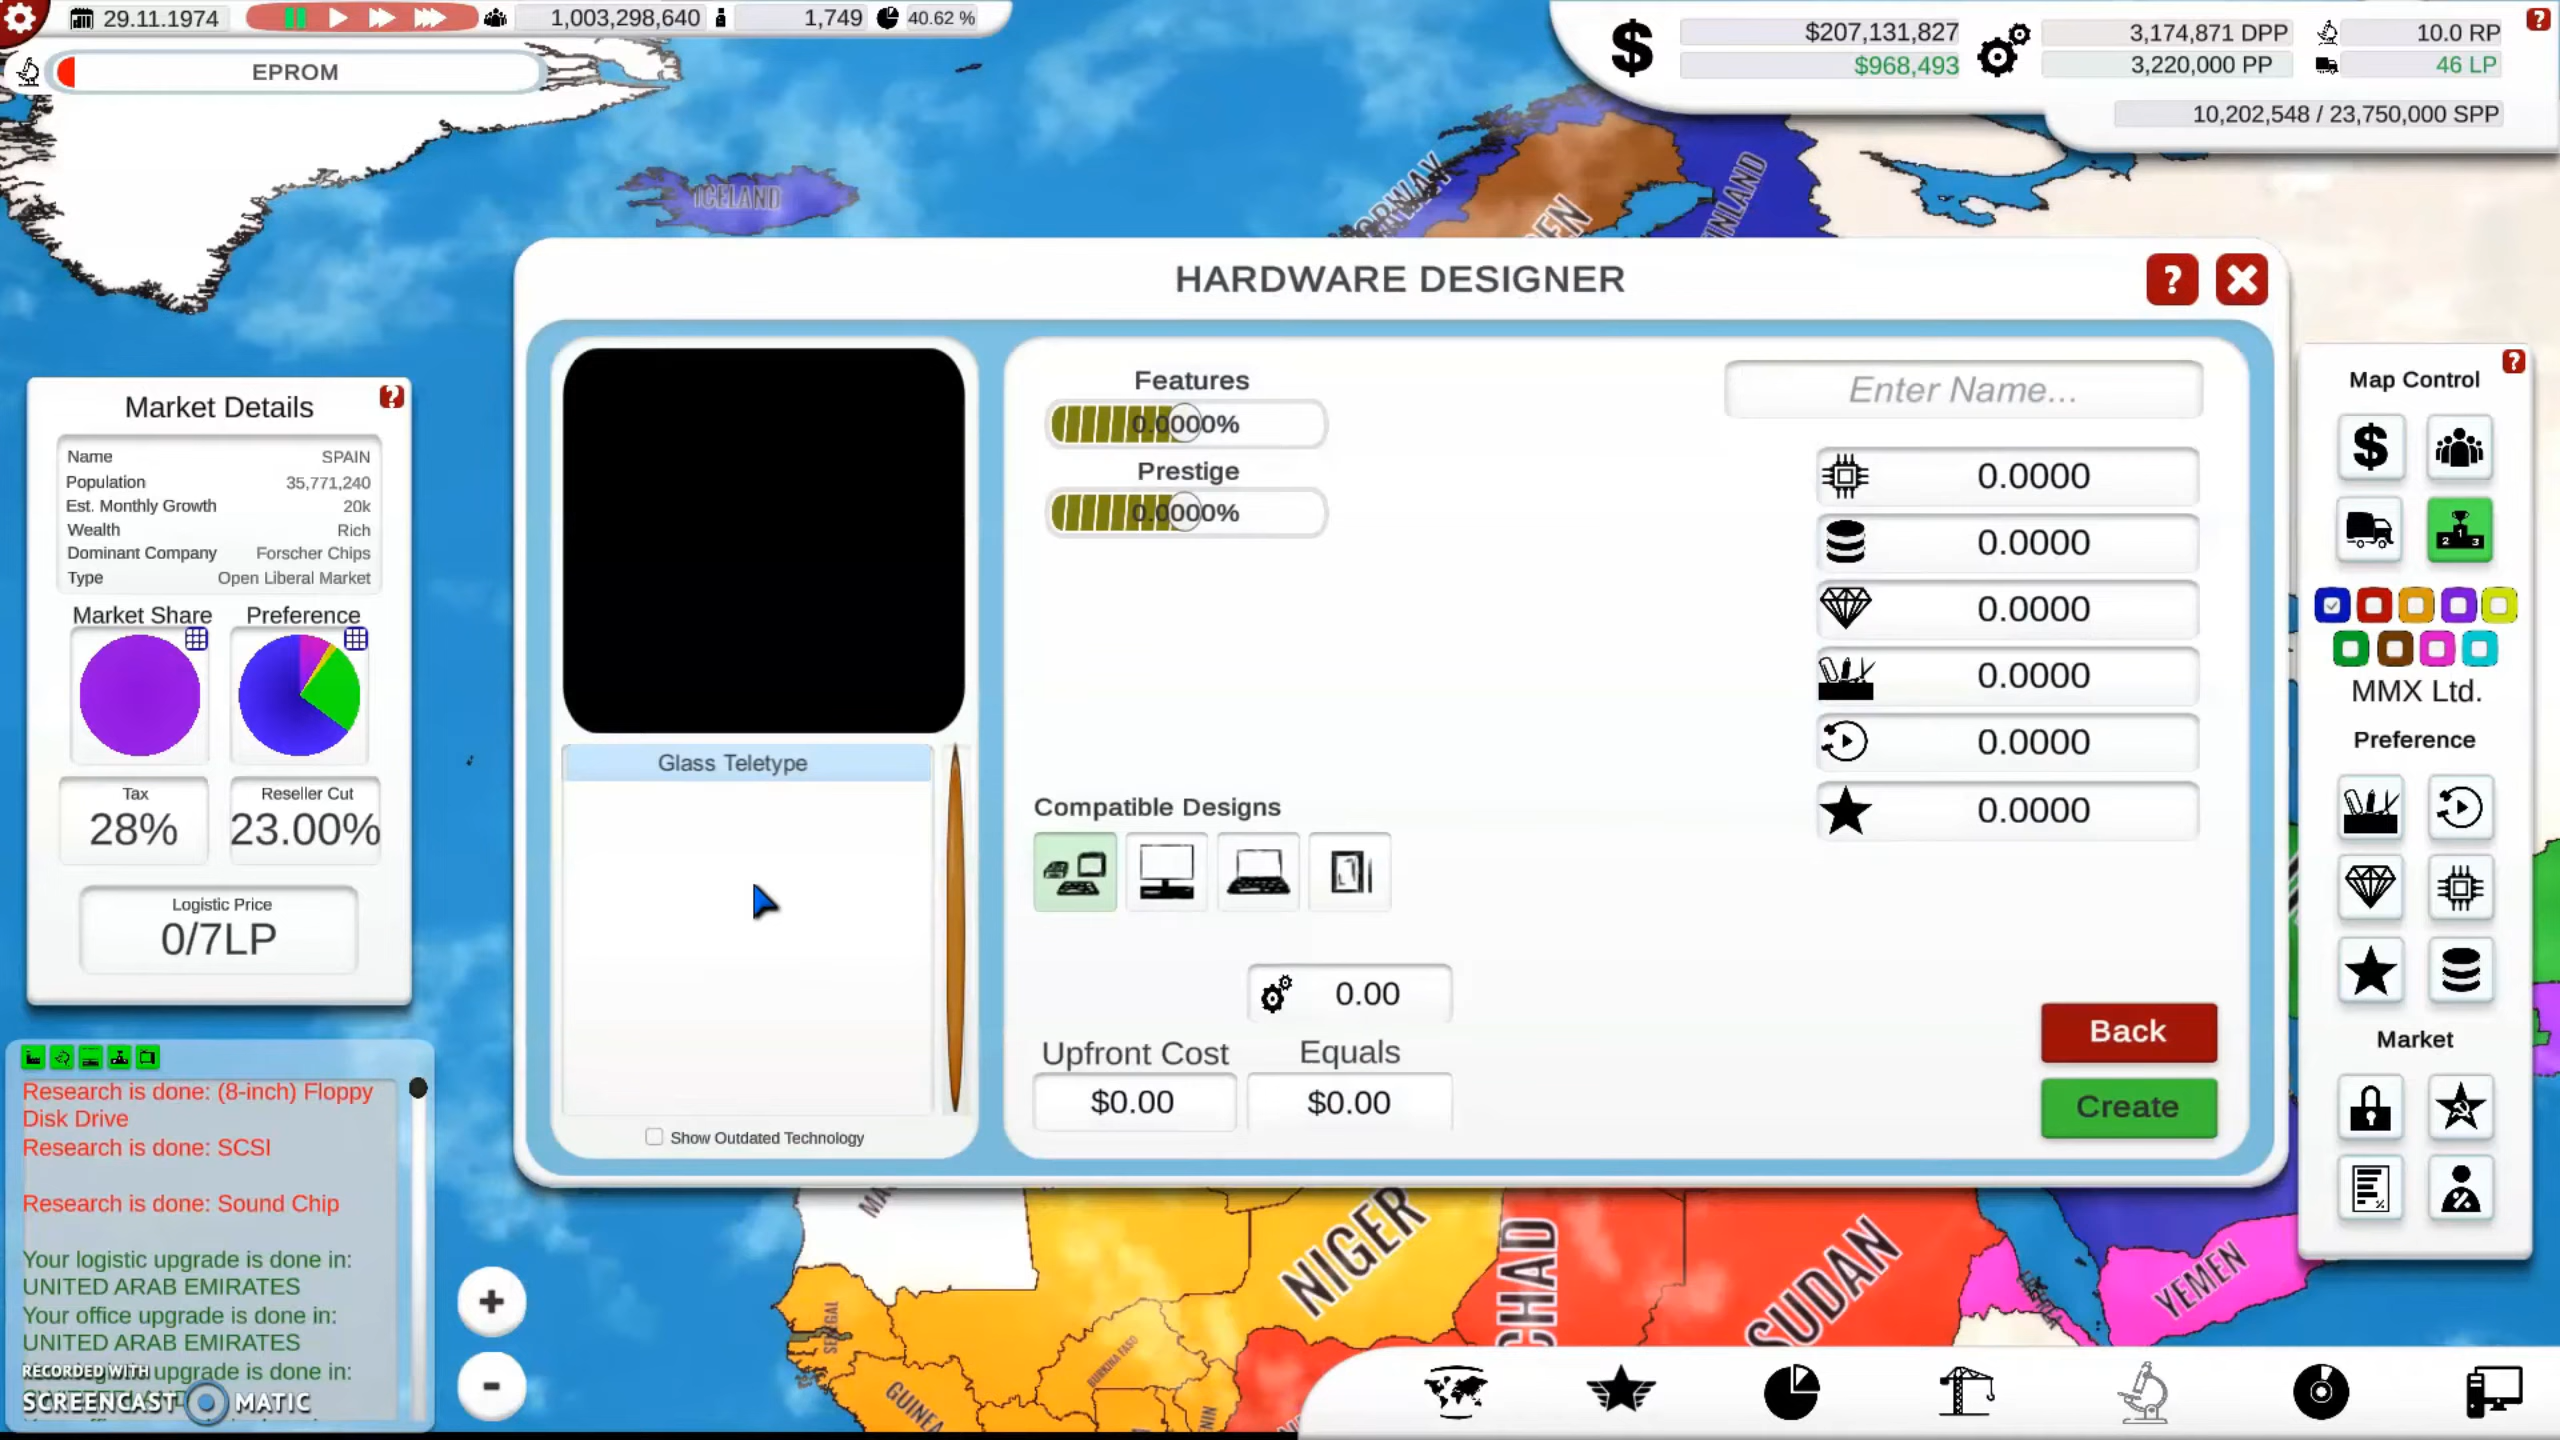 29.11.1974
1,003,298,640
1,749
40.62 %
EPROM
$207,131,827
$968,493
3,174,871 DPP
3,220,000 PP
10.0 RP
46 LP
10,202,548 / 23,750,000 SPP
?
ICELAND
NORWAY
FINLAND
HARDWARE DESIGNER
?
Market Details
?
Name SPAIN
Population 35,771,240
Est. Monthly Growth 20k
Wealth Rich
Dominant Company Forscher Chips
Type Open Liberal Market
Market Share
Preference
Tax
28%
Reseller Cut
23.00%
Logistic Price
0/7LP
Glass Teletype
Show Outdated Technology
Features
0.0000%
Prestige
0.0000%
Compatible Designs
0.00
Upfront Cost
Equals
$0.00
$0.00
Enter Name...
0.0000
0.0000
0.0000
0.0000
0.0000
0.0000
Back
Create
?
Map Control
MMX Ltd.
Preference
Market
Research is done: (8-inch) Floppy
Disk Drive
Research is done: SCSI
Research is done: Sound Chip
Your logistic upgrade is done in:
UNITED ARAB EMIRATES
Your office upgrade is done in:
UNITED ARAB EMIRATES
upgrade is done in:
RECORDED WITH
SCREENCAST MATIC
+
-
NIGER
CHAD
SUDAN
YEMEN
SENEGAL
GUINEA
BURKINA FASO